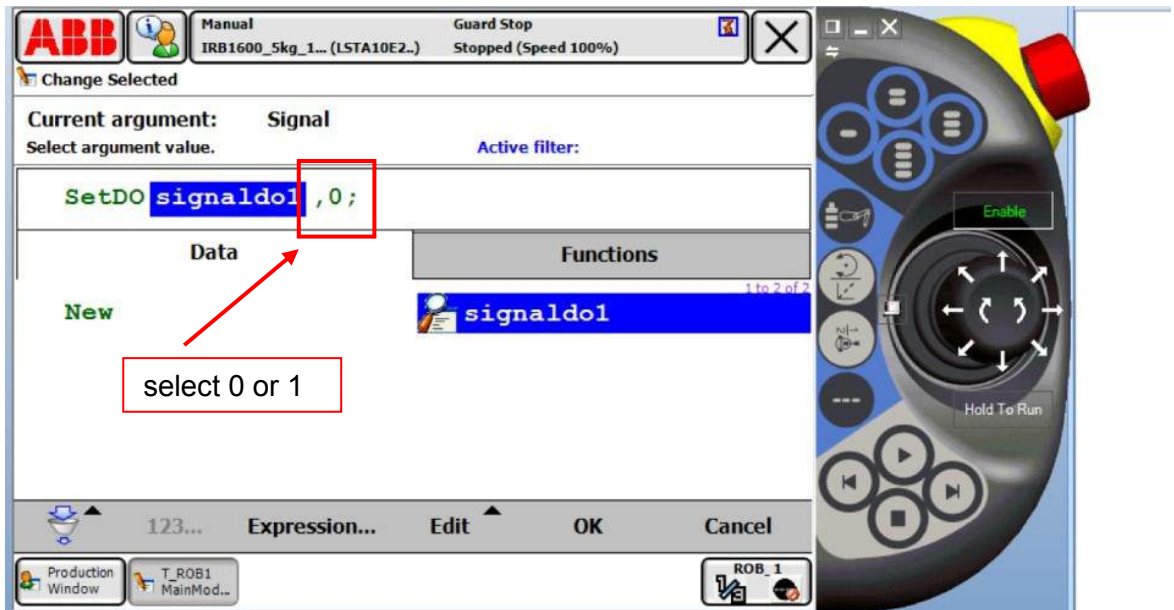 ABB
Manual
IRB1600_5kg_1... (LSTA10E2..)
Guard Stop
Stopped (Speed 100%)
Change Selected
Current argument: Signal
Select argument value.
Active filter:
SetDO signaldo1 ,0;
Data
Functions
1 to 2 of 2
New
signaldo1
select 0 or 1
123...
Expression...
Edit
OK
Cancel
Production
Window
T_ROB1
MainMod...
ROB_1
Enable
Hold To Run